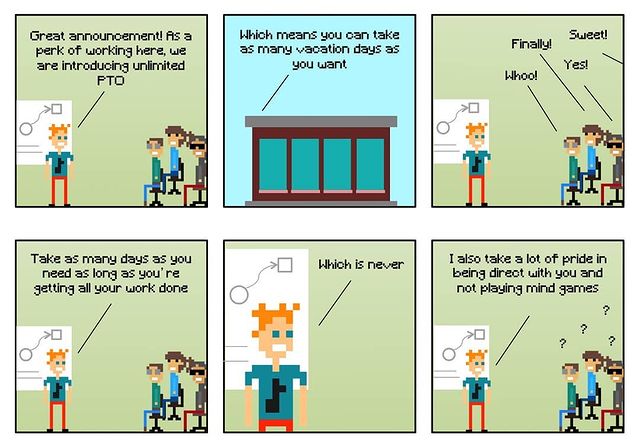 Great announcement! As a
perk of working here, we
are introducing unlimited
PTO
Which means you can take
as many vacation days as
you want
Whoo!
Finally!
Yes!
Sweet!
Take as many days as you
need as long as you're
getting all your work done
Which is never
I also take a lot of pride in
being direct with you and
not playing mind games
?
?
?